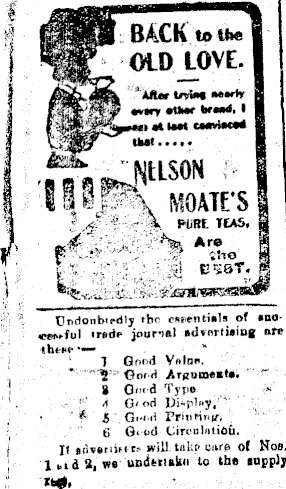 BACK to the
OLD LOVE.
After trying nearly
every other brand, I
at last convinced
that . . . . .
NELSON
MOATE'S
PURE TEAS,
Are
the
BEST.
Undoubtedly the essentials of suc-
cessful trade journal advertising are
these :—
1 Good Value.
2 Good Arguments.
3 Good Type
4 Good Display,
5 Good Printing.
6 Good Circulation.
If advertisers will take care of Nos.
1 and 2, we undertake to the supply